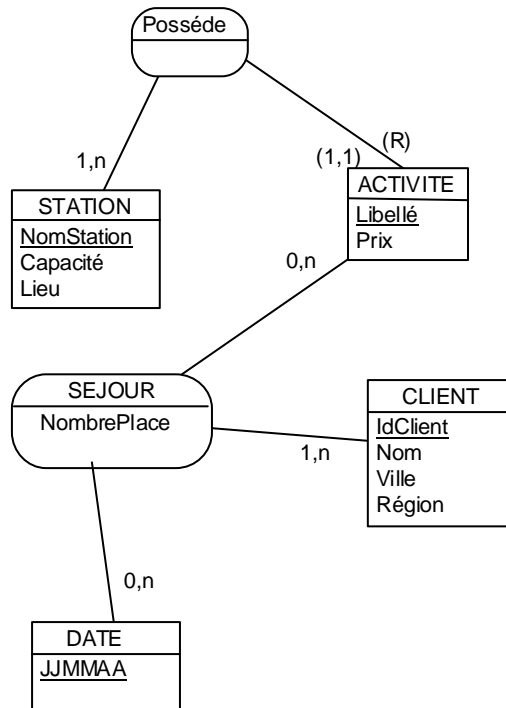 Posséde
1,n
(R)
(1,1)
STATION
NomStation
Capacité
Lieu
ACTIVITE
Libellé
Prix
0,n
SEJOUR
NombrePlace
1,n
CLIENT
IdClient
Nom
Ville
Région
0,n
DATE
JJMMAA